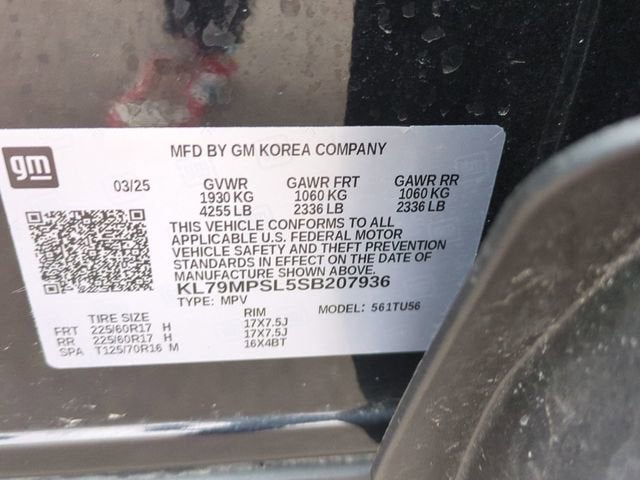 gm
MFD BY GM KOREA COMPANY
03/25 GVWR GAWR FRT GAWR RR
1930 KG 1060 KG 1060 KG
4255 LB 2336 LB 2336 LB
THIS VEHICLE CONFORMS TO ALL
APPLICABLE U.S. FEDERAL MOTOR
VEHICLE SAFETY AND THEFT PREVENTION
STANDARDS IN EFFECT ON THE DATE OF
MANUFACTURE SHOWN ABOVE.
KL79MPSL5SB207936
TYPE: MPV MODEL: 561TU56
TIRE SIZE RIM
FRT 225/60R17 H 17X7.5J
RR 225/60R17 H 17X7.5J
SPA T125/70R16 M 16X4BT